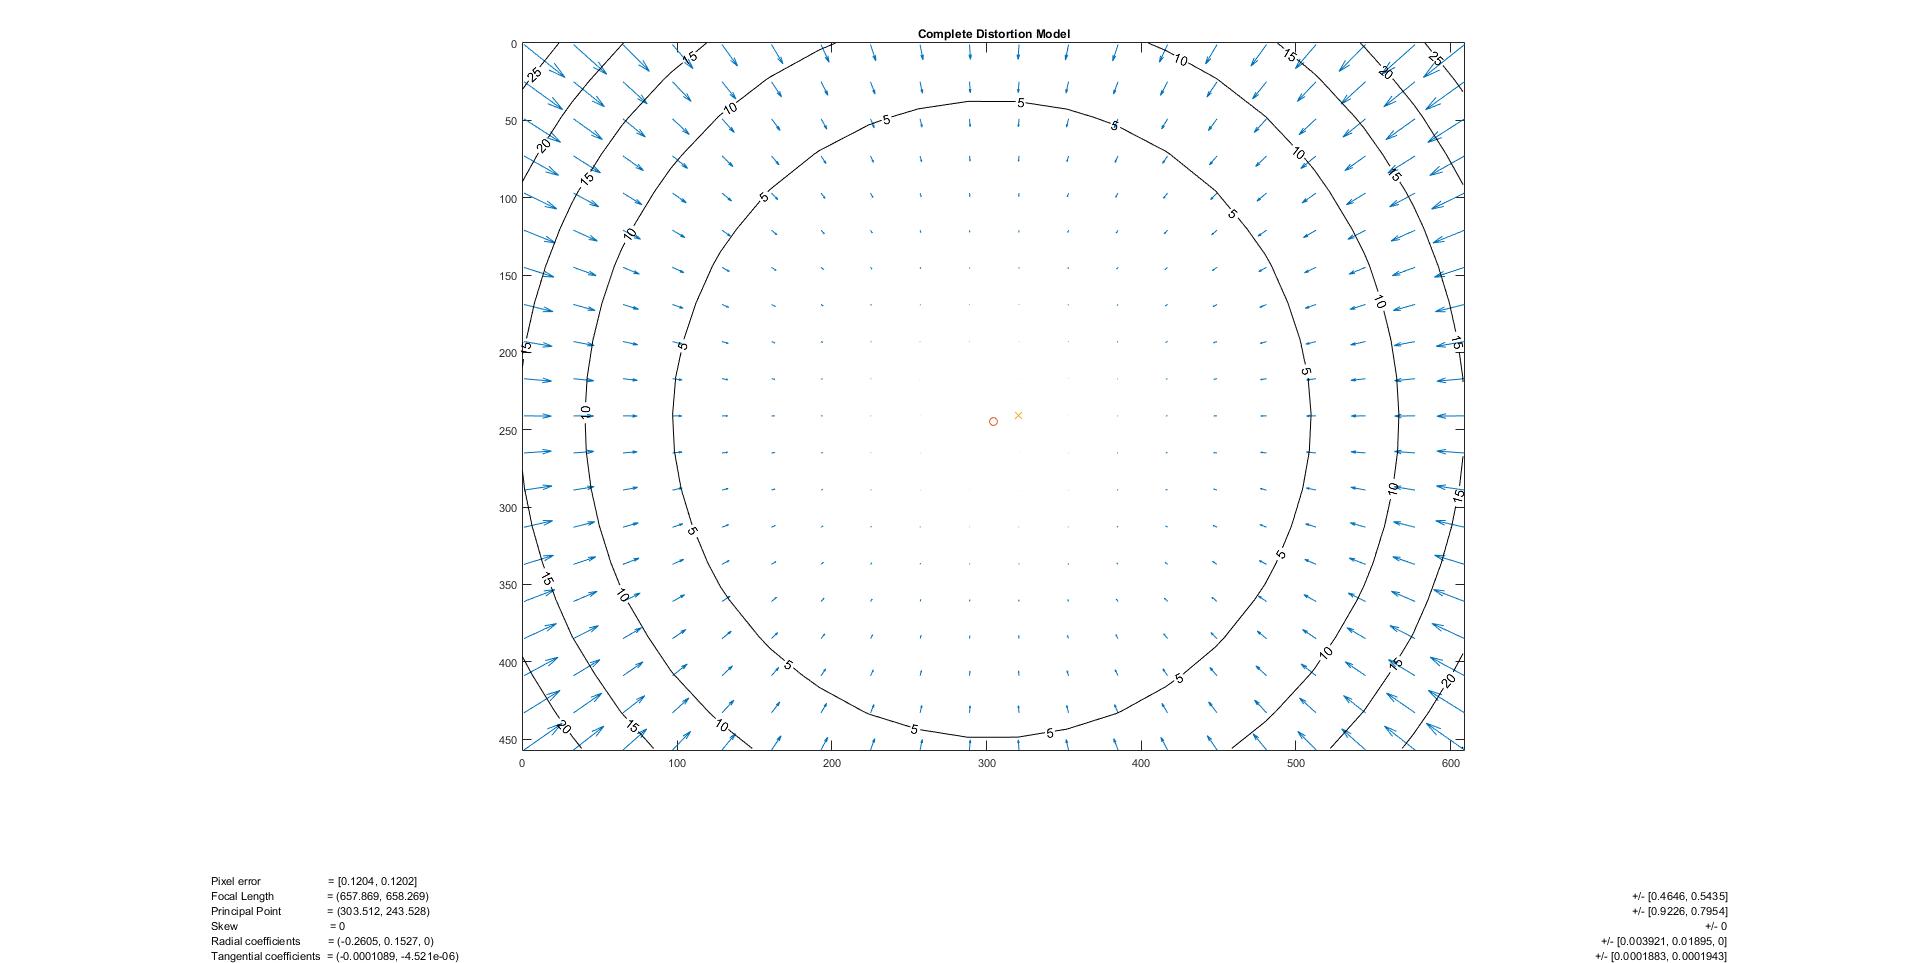 Complete Distortion Model
0
50
100
150
200
250
300
350
400
450
0 100 200 300 400 500 600
25 15 10 10 15 20 25
20 15 10 5 5 5 5 10 15
10 5 5 10
15 5 5 15
10 10
15 5 5 10 15
15 10 5 5 10 15 20
20 15 10 5 5
Pixel error = [0.1204, 0.1202]
Focal Length = (657.869, 658.269) +/- [0.4646, 0.5435]
Principal Point = (303.512, 243.528) +/- [0.9226, 0.7954]
Skew = 0 +/- 0
Radial coefficients = (-0.2605, 0.1527, 0) +/- [0.003921, 0.01895, 0]
Tangential coefficients = (-0.0001089, -4.521e-06) +/- [0.0001883, 0.0001943]